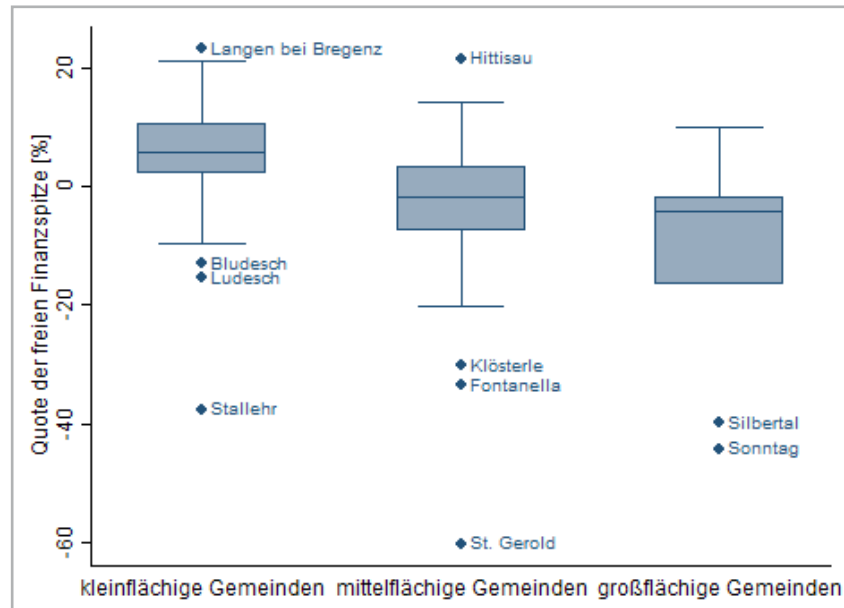 Quote der freien Finanzspitze [%]
20
0
-20
-40
-60
Langen bei Bregenz
Bludesch
Ludesch
Stallehr
Hittisau
Klösterle
Fontanella
St. Gerold
Silbertal
Sonntag
kleinflächige Gemeinden mittelflächige Gemeinden großflächige Gemeinden